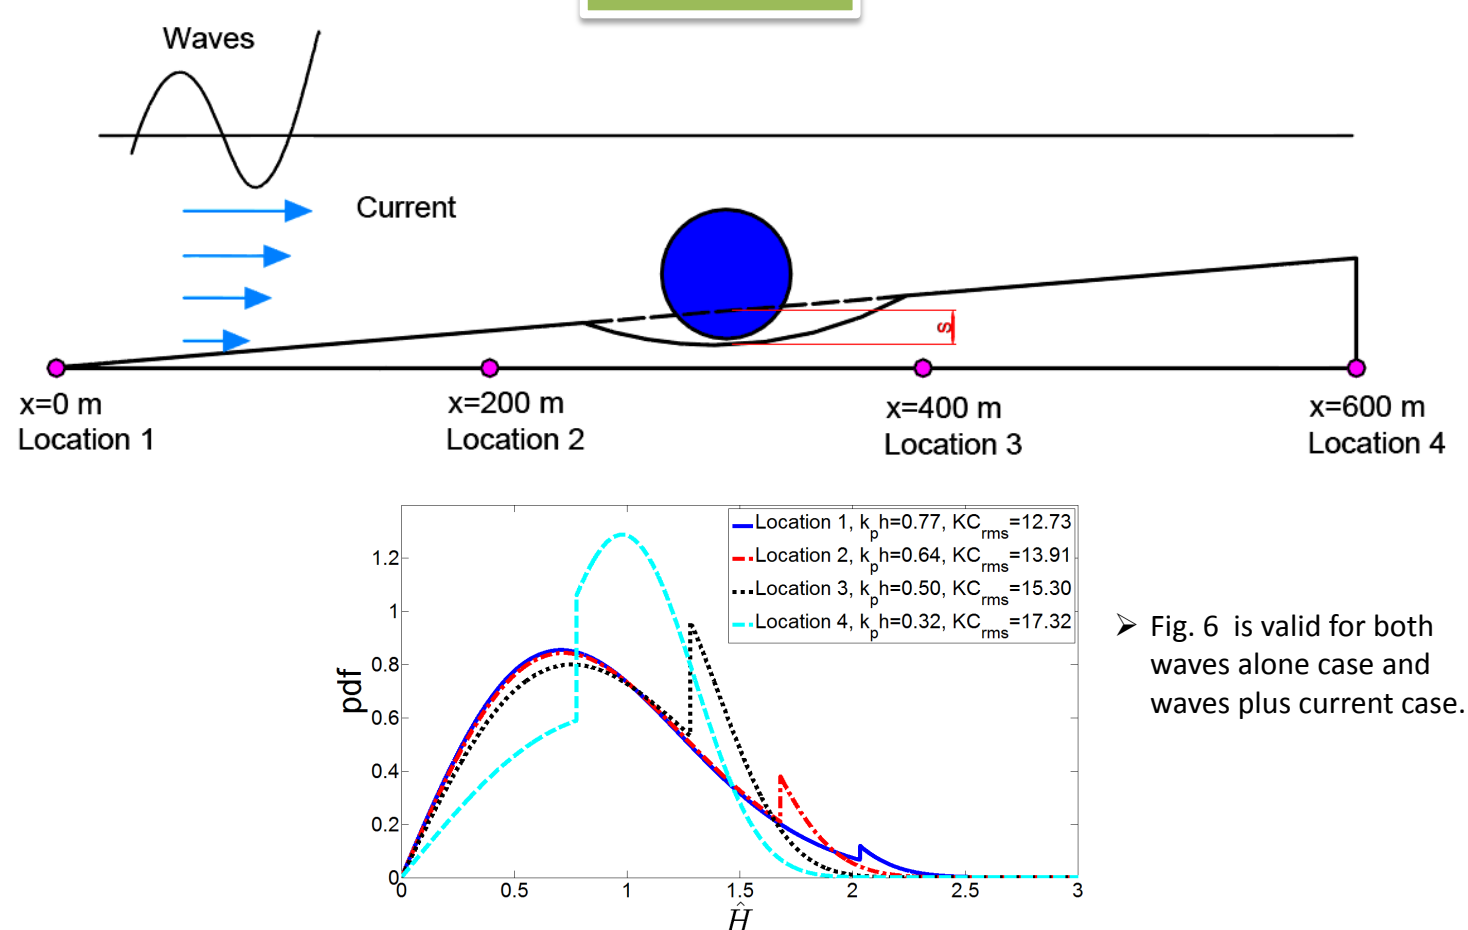 Waves
Current
s
x=0 m
Location 1
x=200 m
Location 2
x=400 m
Location 3
x=600 m
Location 4
pdf
1.2
1
0.8
0.6
0.4
0.2
0
0
0.5
1
1.5
2
2.5
3
Ĥ
Location 1, kph=0.77, KCrms=12.73
Location 2, kph=0.64, KCrms=13.91
Location 3, kph=0.50, KCrms=15.30
Location 4, kph=0.32, KCrms=17.32
➢ Fig. 6 is valid for both
waves alone case and
waves plus current case.